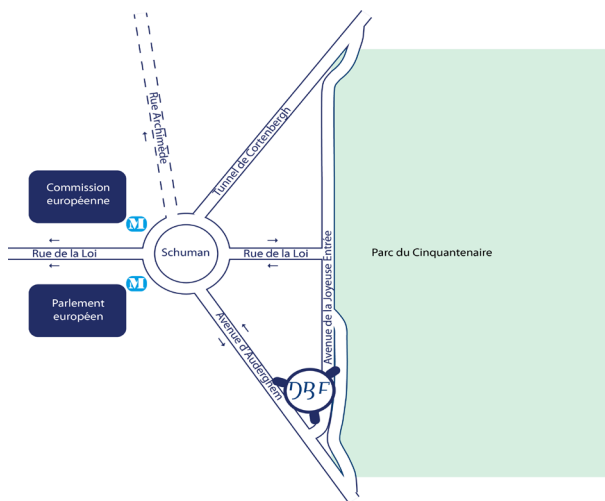 Rue Archimède
Tunnel de Cortenbergh
Commission
européenne
M
Rue de la Loi
Schuman
Rue de la Loi
Avenue de la Joyeuse Entrée
Parc du Cinquantenaire
M
Parlement
européen
Avenue d'Auderghem
DBF